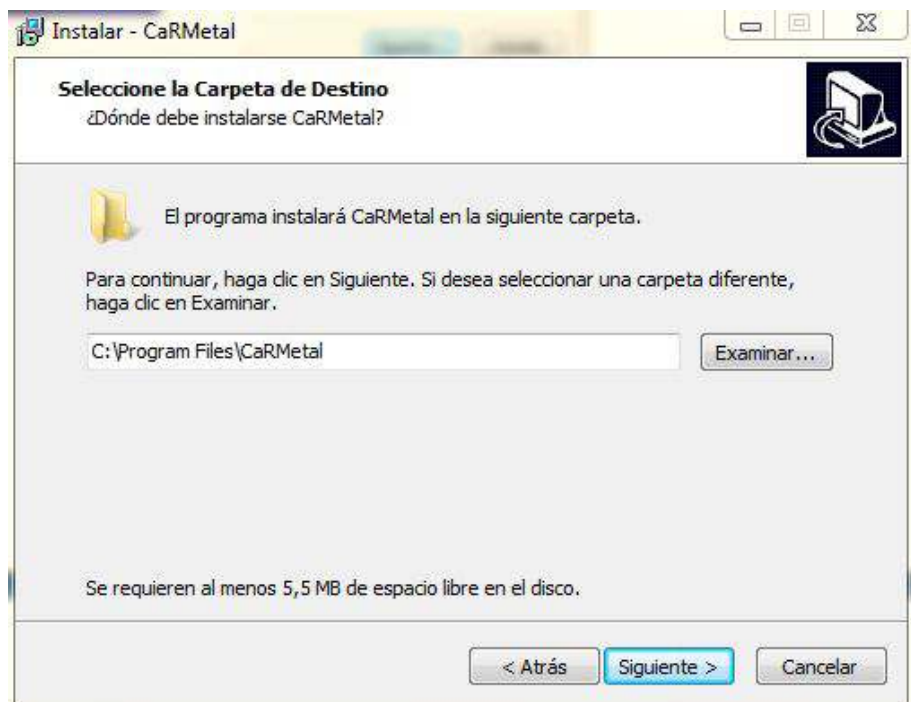 Instalar - CaRMetal
Seleccione la Carpeta de Destino
¿Dónde debe instalarse CaRMetal?
El programa instalará CaRMetal en la siguiente carpeta.
Para continuar, haga clic en Siguiente. Si desea seleccionar una carpeta diferente,
haga clic en Examinar.
C:\Program Files\CaRMetal
Examinar...
Se requieren al menos 5,5 MB de espacio libre en el disco.
< Atrás
Siguiente >
Cancelar